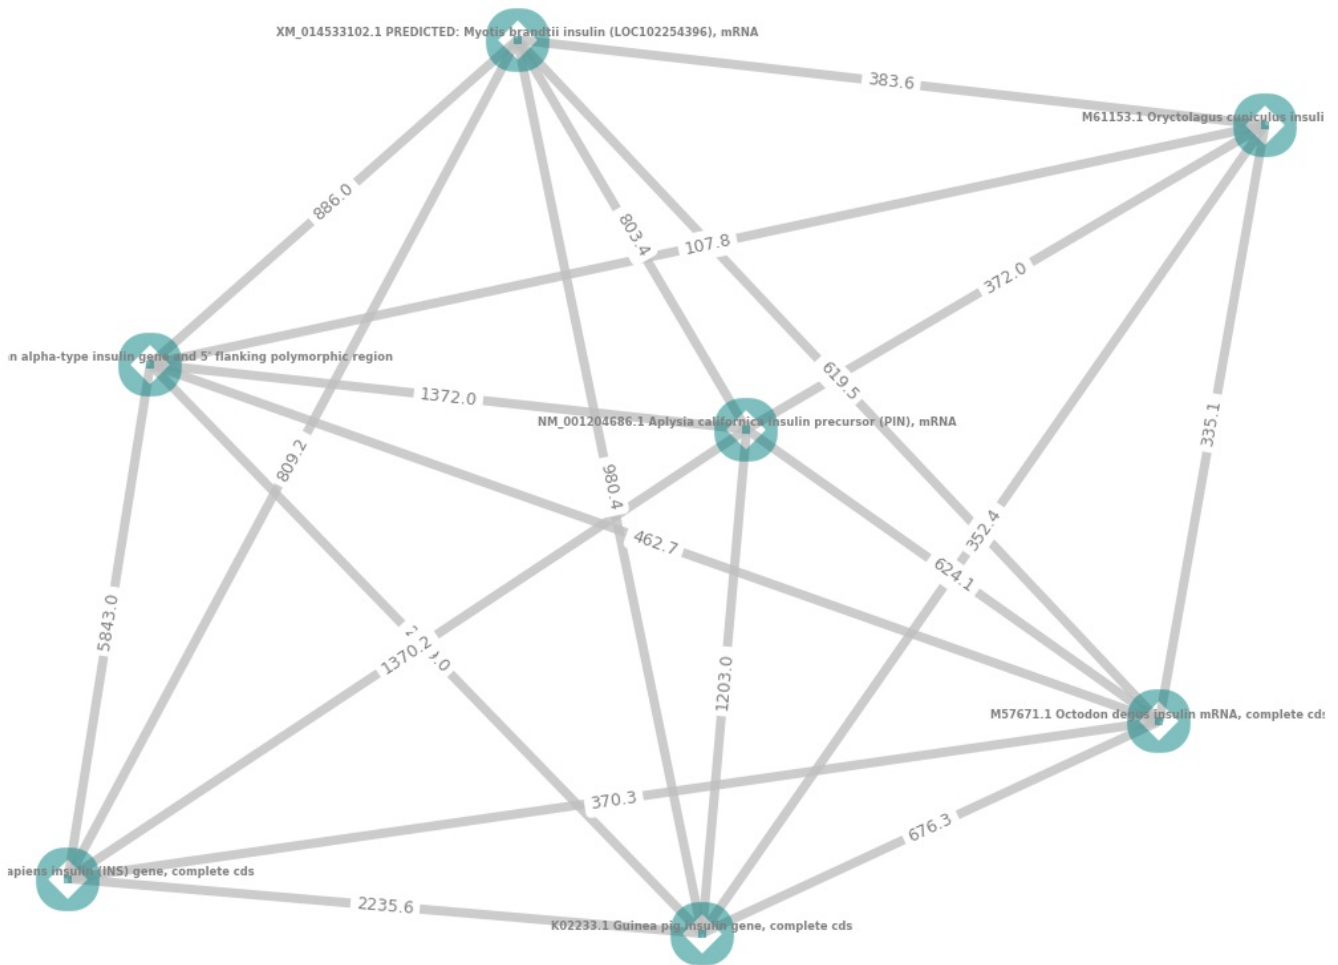 XM_014533102.1 PREDICTED: Myotis brandtii insulin (LOC102254396), mRNA
383.6
M61153.1 Oryctolagus cuniculus insuli
886.0
803.4
107.8
372.0
n alpha-type insulin gene and 5' flanking polymorphic region
1372.0
619.5
NM_001204686.1 Aplysia californica insulin precursor (PIN), mRNA
335.1
809.2
980.4
352.4
462.7
624.1
5843.0
1370.2
1203.0
M57671.1 Octodon degus insulin mRNA, complete cds
370.3
676.3
apiens insulin (INS) gene, complete cds
2235.6
K02233.1 Guinea pig insulin gene, complete cds